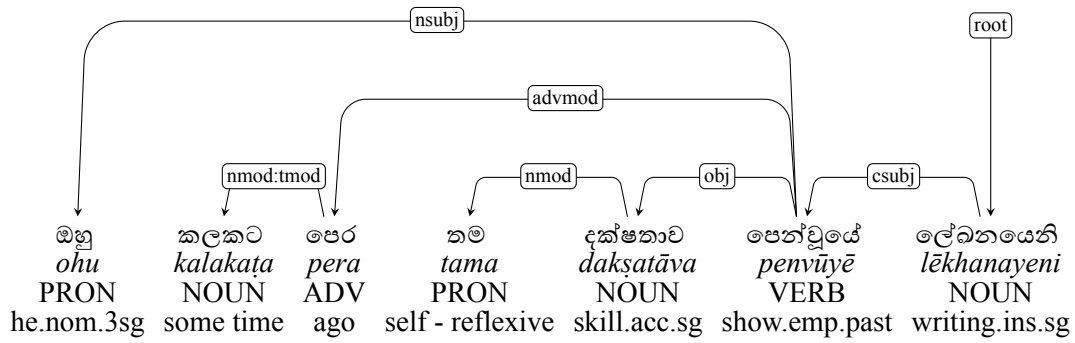 nsubj root
advmod
nmod:tmod nmod obj csubj
ඔහු කලකට පෙර තම දක්ෂතාව පෙන්වූයේ ලේඛනයෙනි
ohu kalakaṭa pera tama dakṣatāva penvūyē lēkhanayeni
PRON NOUN ADV PRON NOUN VERB NOUN
he.nom.3sg some time ago self - reflexive skill.acc.sg show.emp.past writing.ins.sg